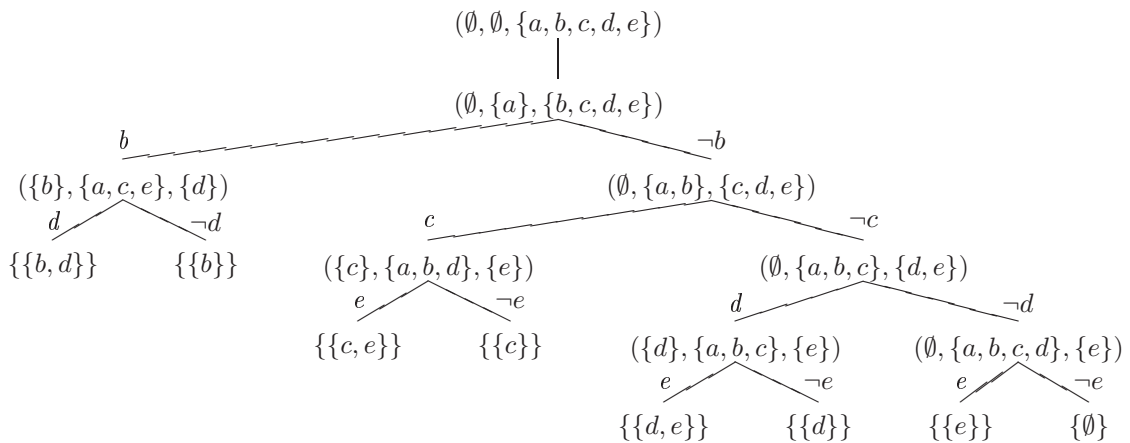 (∅, ∅, {a, b, c, d, e})
(∅, {a}, {b, c, d, e})
b ¬b
({b}, {a, c, e}, {d}) (∅, {a, b}, {c, d, e})
d ¬d c ¬c
{{b, d}} {{b}} ({c}, {a, b, d}, {e}) (∅, {a, b, c}, {d, e})
e ¬e d ¬d
{{c, e}} {{c}} ({d}, {a, b, c}, {e}) (∅, {a, b, c, d}, {e})
e ¬e e ¬e
{{d, e}} {{d}} {{e}} {∅}